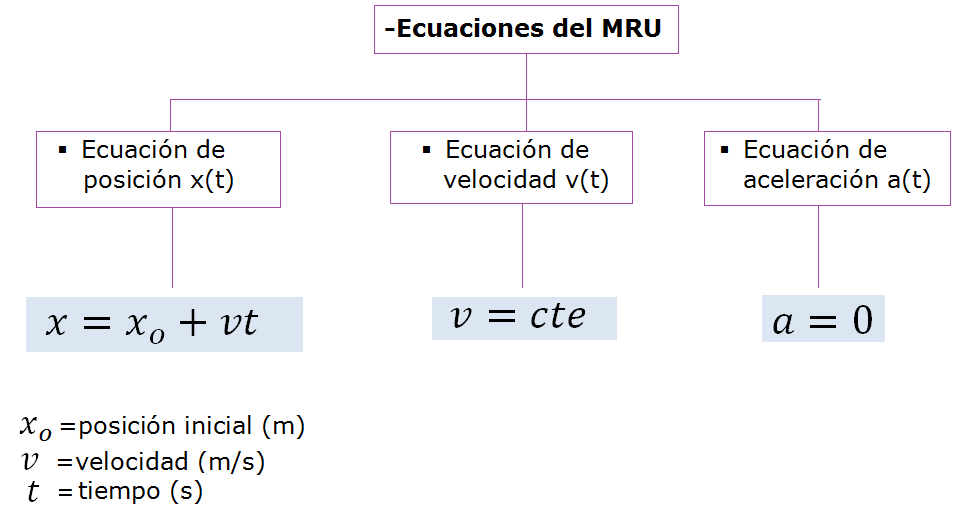 -Ecuaciones del MRU
▪ Ecuación de
posición x(t)
▪ Ecuación de
velocidad v(t)
▪ Ecuación de
aceleración a(t)
x = xₒ + vt
v = cte
a = 0
xₒ =posición inicial (m)
v =velocidad (m/s)
t =tiempo (s)